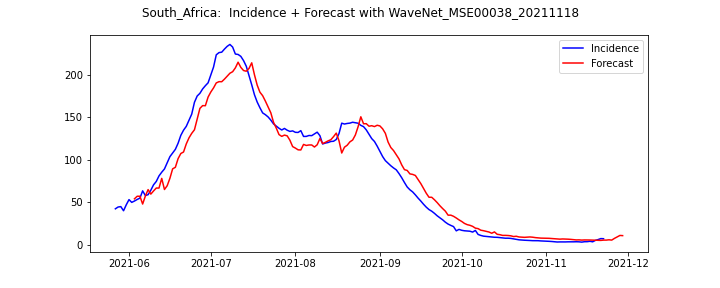 South_Africa:  Incidence + Forecast with WaveNet_MSE00038_20211118
Incidence
Forecast
200
150
100
50
0
2021-06 2021-07 2021-08 2021-09 2021-10 2021-11 2021-12